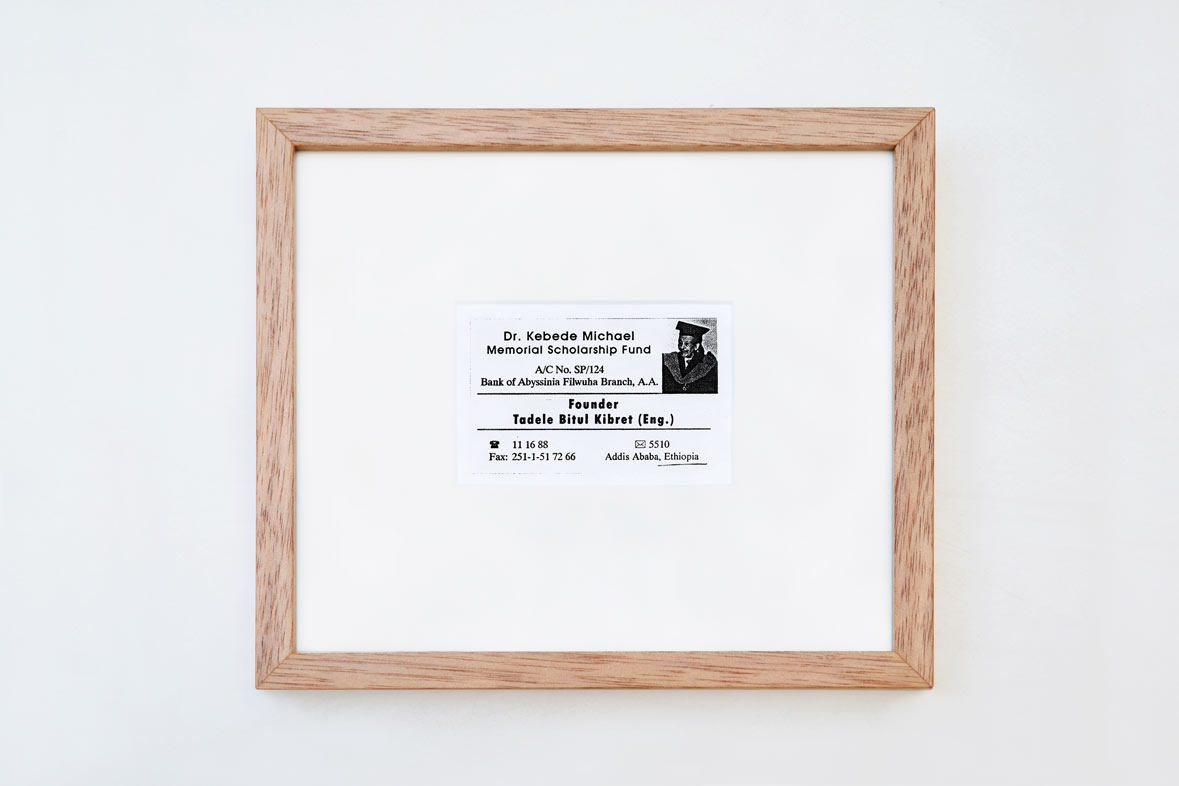 Dr. Kebede Michael
Memorial Scholarship Fund
A/C No. SP/124
Bank of Abyssinia Filwuha Branch, A.A.
Founder
Tadele Bitul Kibret (Eng.)
☎ 11 16 88
✉ 5510
Fax: 251-1-51 72 66
Addis Ababa, Ethiopia